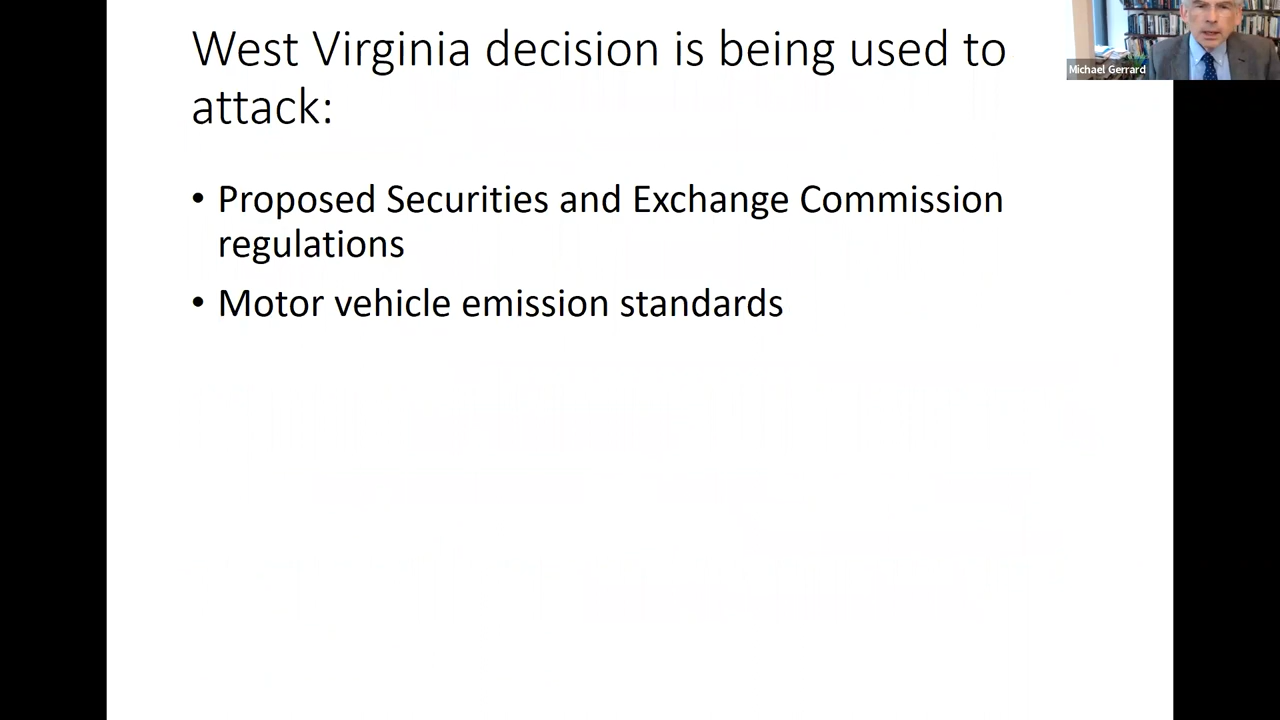 West Virginia decision is being used to
attack:
• Proposed Securities and Exchange Commission
regulations
• Motor vehicle emission standards
Michael Gerrard